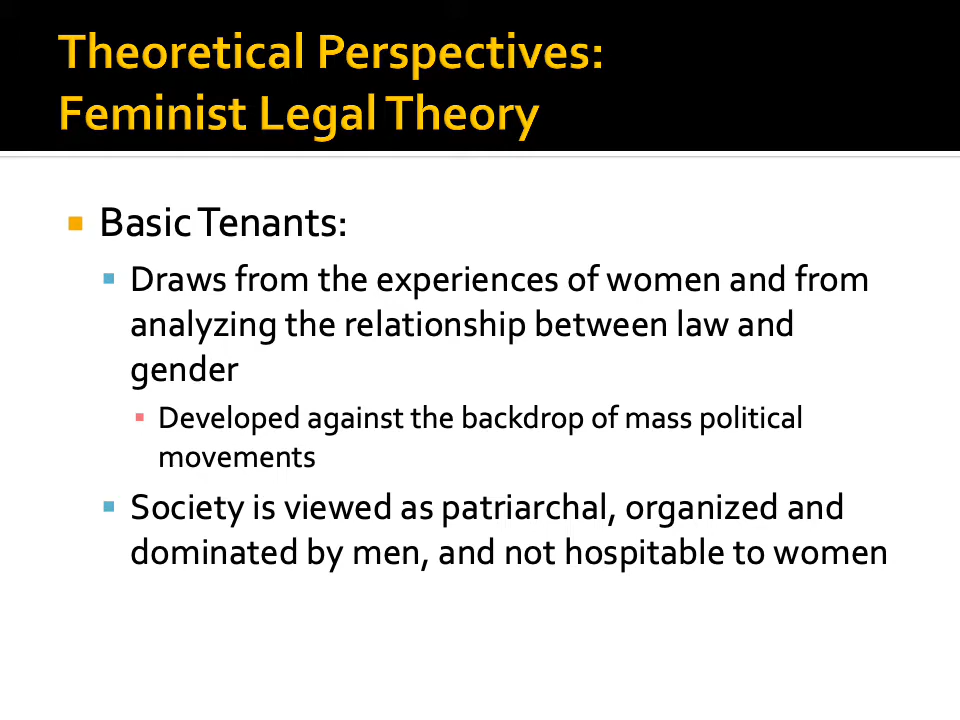 Theoretical Perspectives:
Feminist Legal Theory
Basic Tenants:
Draws from the experiences of women and from
analyzing the relationship between law and
gender
Developed against the backdrop of mass political
movements
Society is viewed as patriarchal, organized and
dominated by men, and not hospitable to women